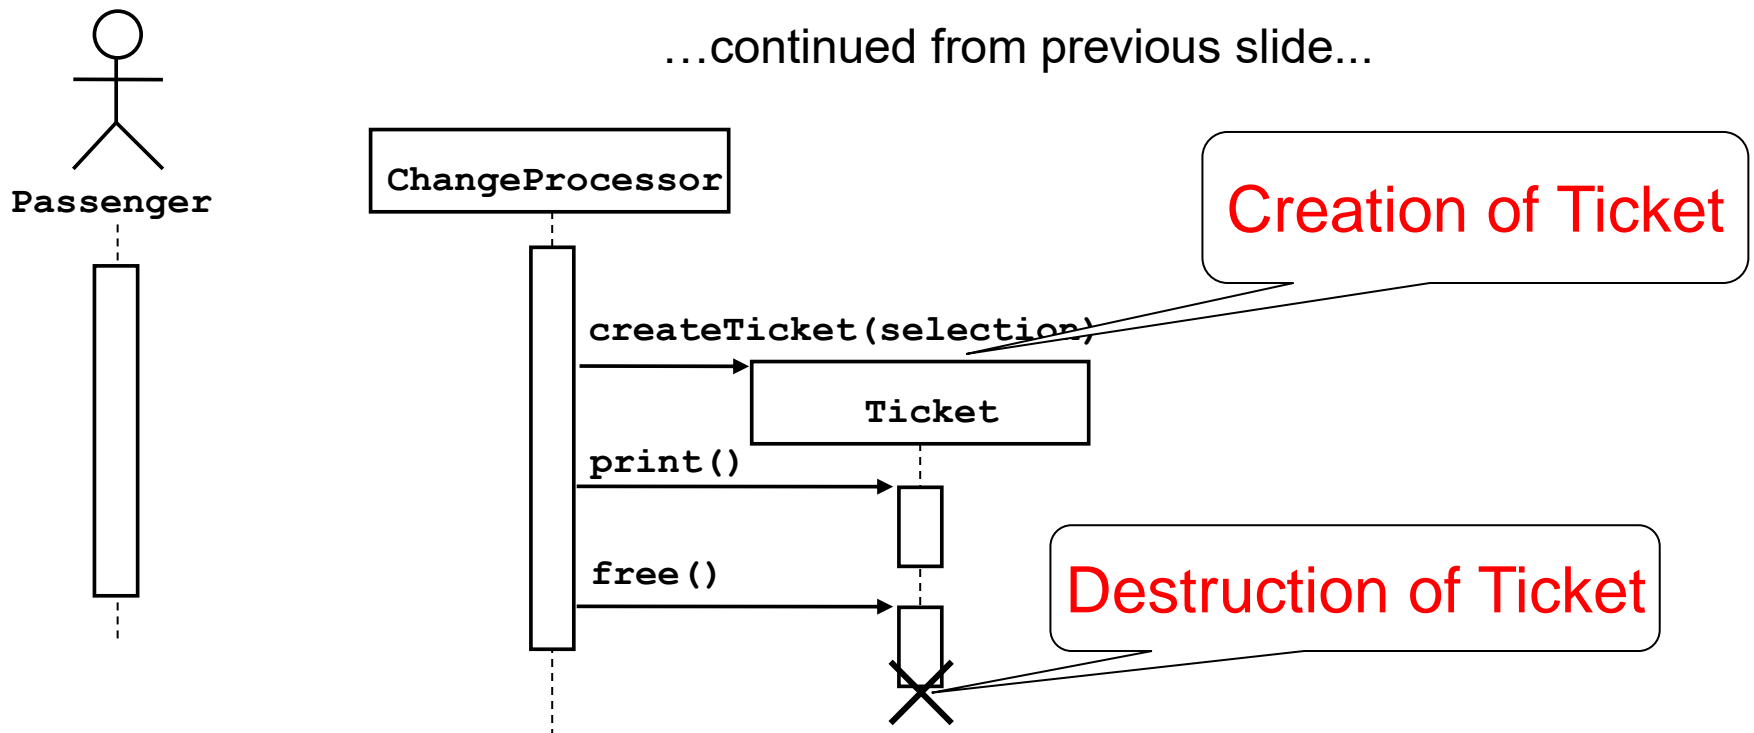 …continued from previous slide...
ChangeProcessor
Passenger
Creation of Ticket
createTicket(selection)
Ticket
print()
free()
Destruction of Ticket